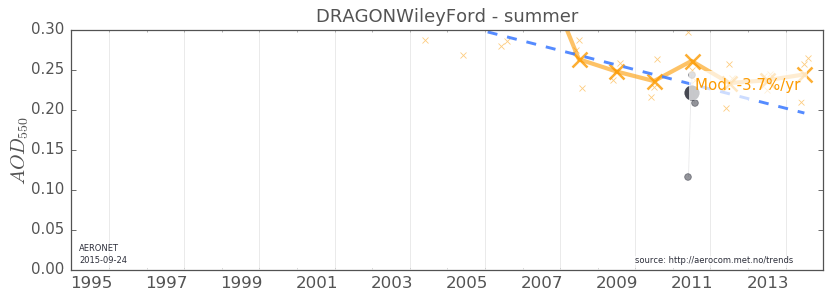 DRAGONWileyFord - summer
0.30
0.25
0.20
0.15
0.10
0.05
0.00
AOD550
Mod: -3.7%/yr
AERONET
2015-09-24
source: http://aerocom.met.no/trends
1995 1997 1999 2001 2003 2005 2007 2009 2011 2013